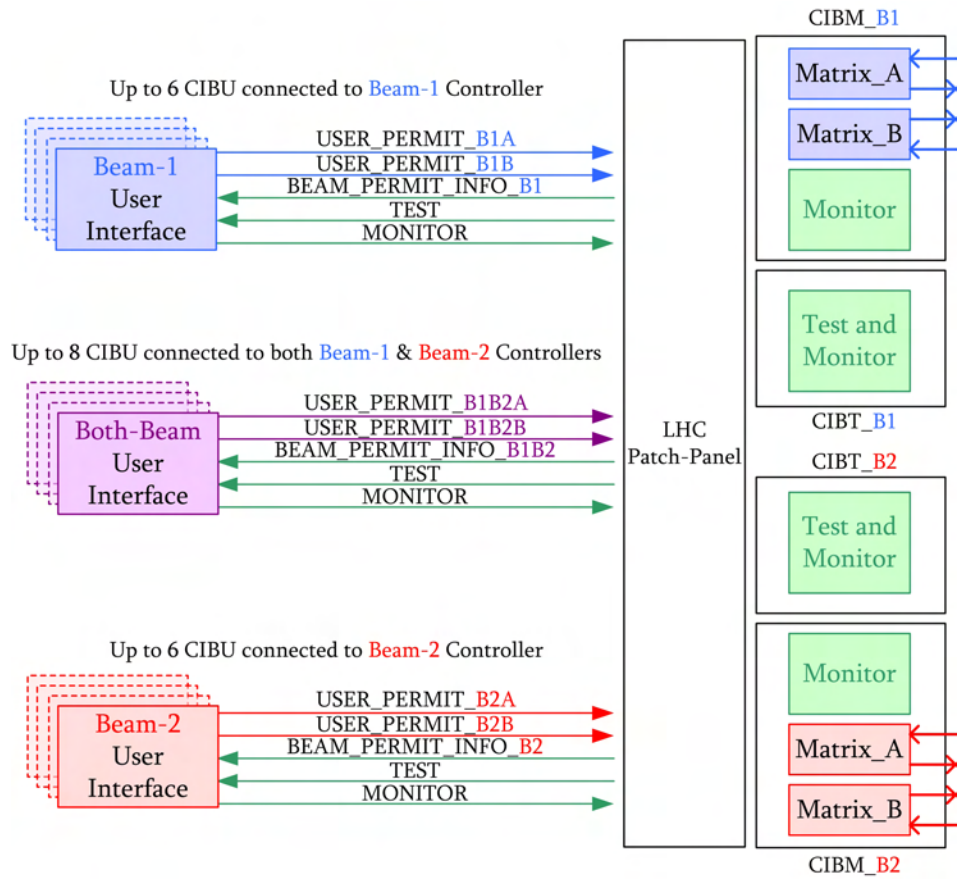 CIBM_B1
Matrix_A
Matrix_B
Monitor
Up to 6 CIBU connected to Beam-1 Controller
Beam-1
User
Interface
USER_PERMIT_B1A
USER_PERMIT_B1B
BEAM_PERMIT_INFO_B1
TEST
MONITOR
Test and
Monitor
CIBT_B1
Up to 8 CIBU connected to both Beam-1 & Beam-2 Controllers
Both-Beam
User
Interface
USER_PERMIT_B1B2A
USER_PERMIT_B1B2B
BEAM_PERMIT_INFO_B1B2
TEST
MONITOR
LHC
Patch-Panel
CIBT_B2
Test and
Monitor
Up to 6 CIBU connected to Beam-2 Controller
Beam-2
User
Interface
USER_PERMIT_B2A
USER_PERMIT_B2B
BEAM_PERMIT_INFO_B2
TEST
MONITOR
Monitor
Matrix_A
Matrix_B
CIBM_B2